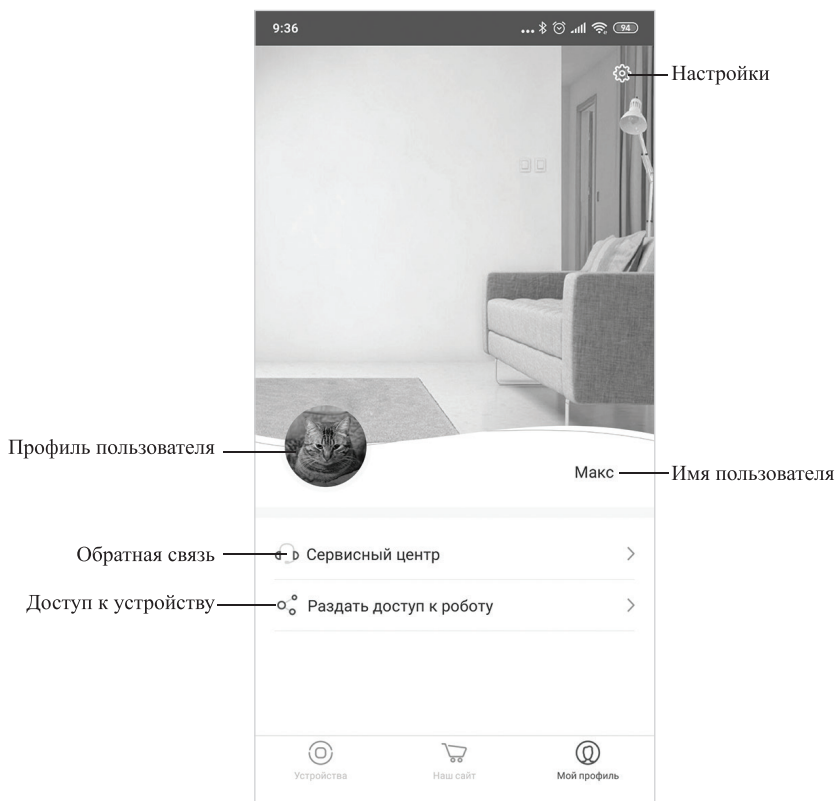 9:36
94
Настройки
Профиль пользователя
Макс
Имя пользователя
Обратная связь
Сервисный центр
Доступ к устройству
Раздать доступ к роботу
Устройства
Наш сайт
Мой профиль